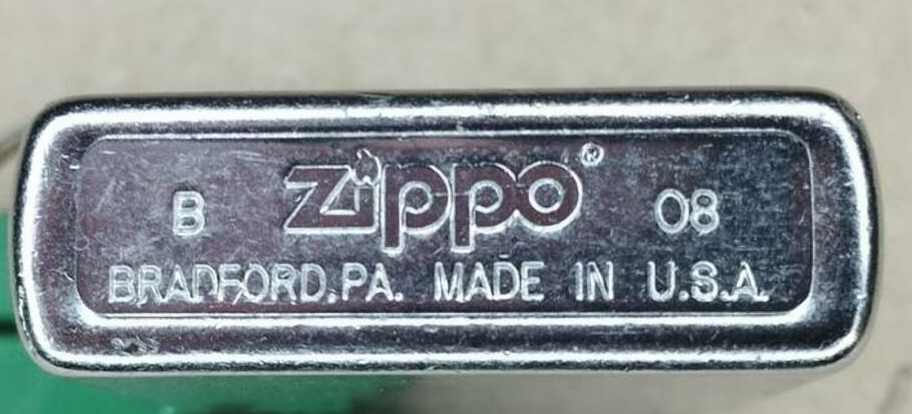 B Zippo® 08
BRADFORD,PA. MADE IN U.S.A.